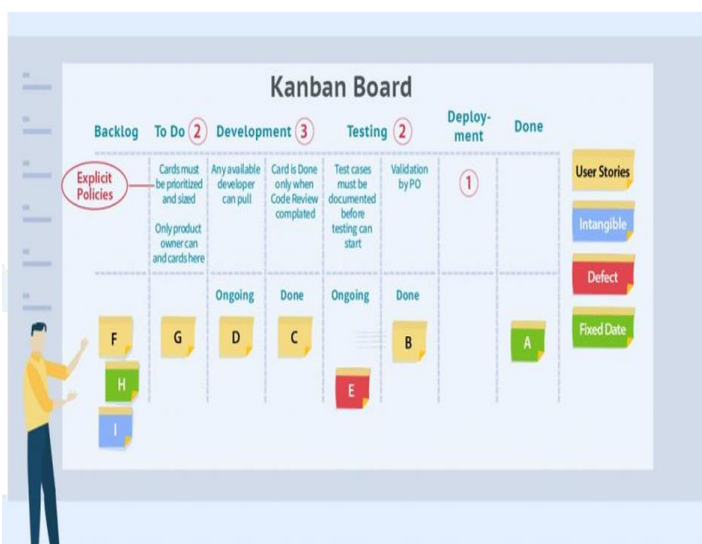 Kanban Board
Backlog
To Do 2
Development 3
Testing 2
Deploy-
ment
Done
Explicit
Policies
Cards must
be prioritized
and sized
Only product
owner can
and cards here
Any available
developer
can pull
Card is Done
only when
Code Review
complated
Test cases
must be
documented
before
testing can
start
Validation
by PO
1
User Stories
Intangible
Defect
Fixed Date
Ongoing
Done
Ongoing
Done
F
G
D
C
B
A
H
E
I